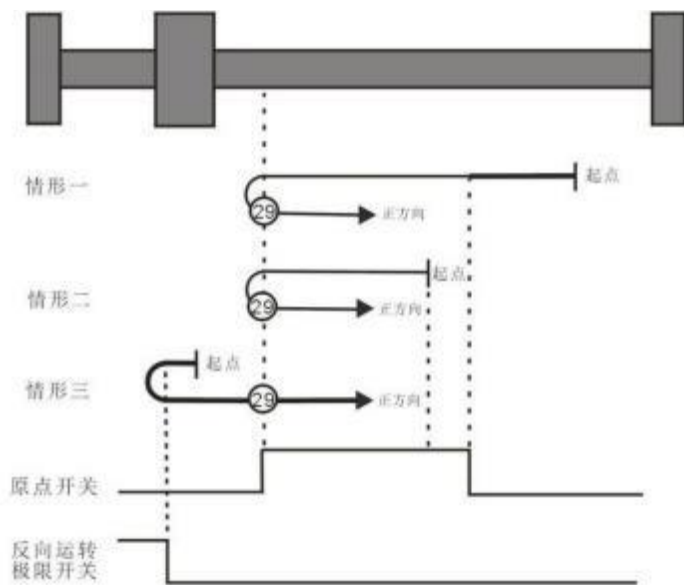 情形一
起点
29
正方向
情形二
起点
29
正方向
起点
情形三
29
正方向
原点开关
反向运转
极限开关